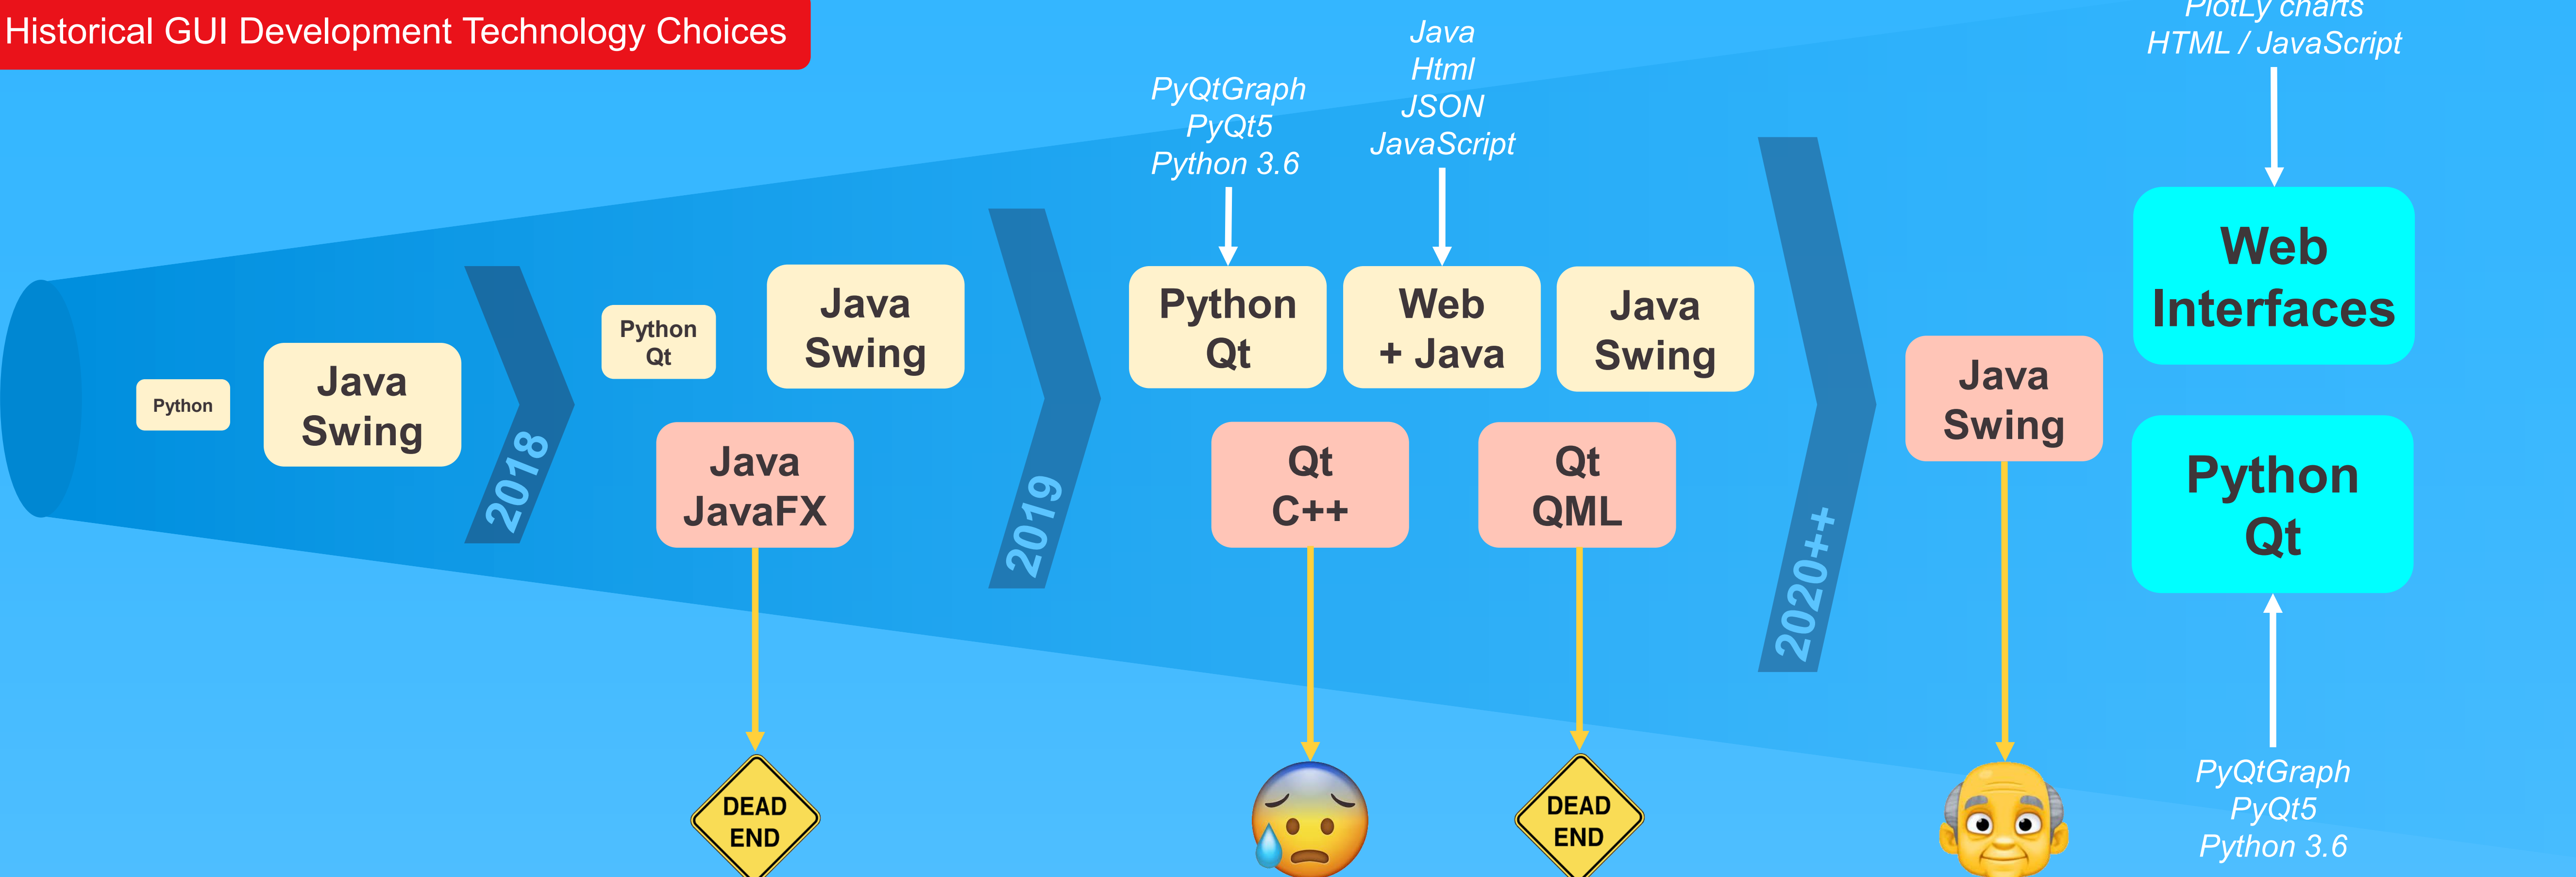 Historical GUI Development Technology Choices
Python
Java
Swing
2018
Python
Qt
Java
Swing
Java
JavaFX
DEAD
END
2019
PyQtGraph
PyQt5
Python 3.6
Python
Qt
Java
Html
JSON
JavaScript
Web
+ Java
Java
Swing
Qt
C++
Qt
QML
DEAD
END
2020++
Java
Swing
PlotLy charts
HTML / JavaScript
Web
Interfaces
Python
Qt
PyQtGraph
PyQt5
Python 3.6